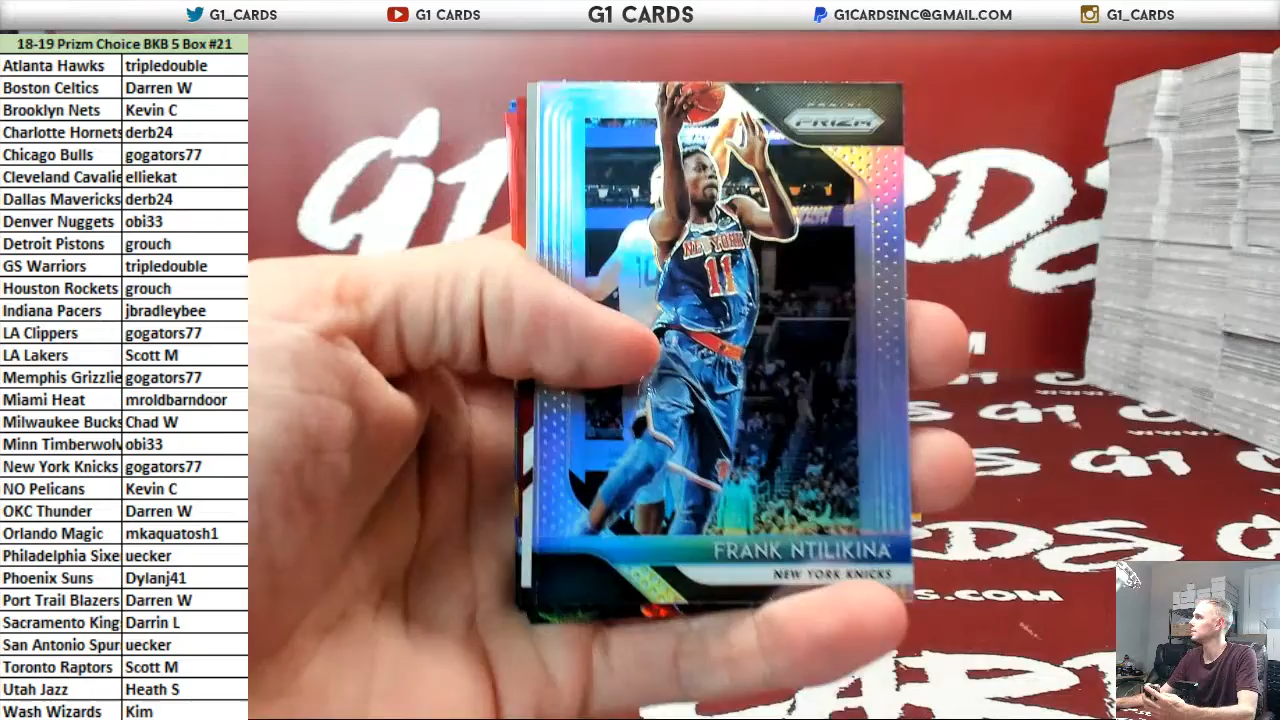 G1_CARDS
G1 CARDS
G1 CARDS
G1CARDSINC@GMAIL.COM
G1_CARDS
18-19 Prizm Choice BKB 5 Box #21
Atlanta Hawks tripledouble
Boston Celtics Darren W
Brooklyn Nets Kevin C
Charlotte Hornets derb24
Chicago Bulls gogators77
Cleveland Cavalie elliekat
Dallas Mavericks derb24
Denver Nuggets obi33
Detroit Pistons grouch
GS Warriors tripledouble
Houston Rockets grouch
Indiana Pacers jbradleybee
LA Clippers gogators77
LA Lakers Scott M
Memphis Grizzlie gogators77
Miami Heat mroldbarndoor
Milwaukee Bucks Chad W
Minn Timberwolv obi33
New York Knicks gogators77
NO Pelicans Kevin C
OKC Thunder Darren W
Orlando Magic mkaquatosh1
Philadelphia Sixe uecker
Phoenix Suns Dylanj41
Port Trail Blazers Darren W
Sacramento King Darrin L
San Antonio Spur uecker
Toronto Raptors Scott M
Utah Jazz Heath S
Wash Wizards Kim
PANINI
PRIZM
NEW YORK
11
FRANK NTILIKINA
NEW YORK KNICKS
G1
RDS
S G1 CARDS
S.COM